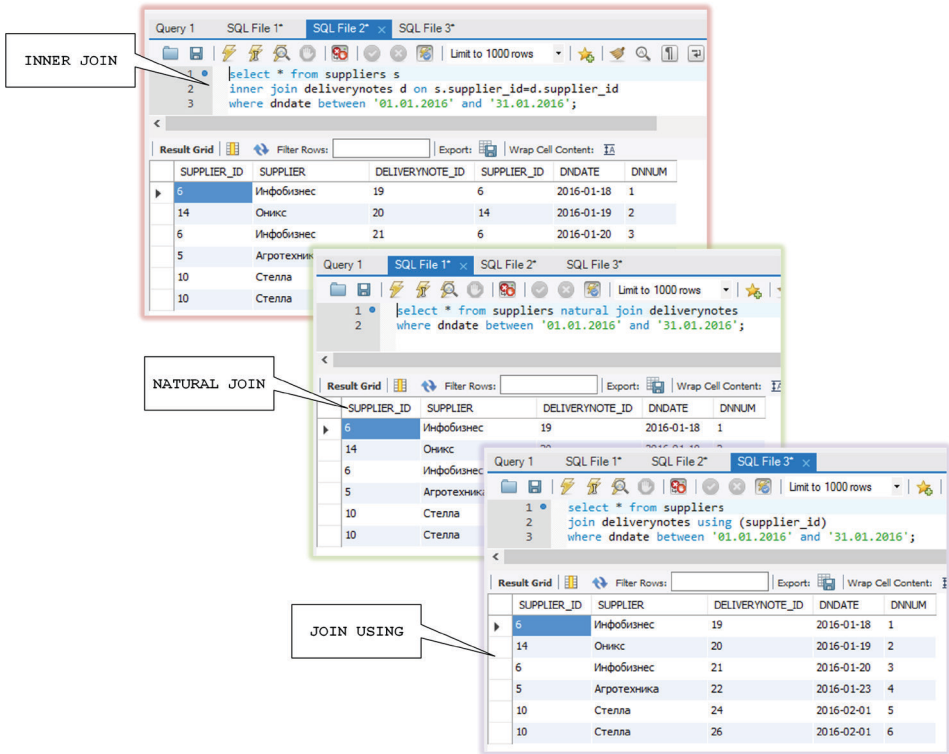 Query 1 SQL File 1* SQL File 2* × SQL File 3*
Limit to 1000 rows
INNER JOIN
1 select * from suppliers s
2 inner join deliverynotes d on s.supplier_id=d.supplier_id
3 where dndate between '01.01.2016' and '31.01.2016';
Result Grid Filter Rows: Export: Wrap Cell Content:
SUPPLIER_ID SUPPLIER DELIVERYNOTE_ID SUPPLIER_ID DNDATE DNNUM
6 Инфобизнес 19 6 2016-01-18 1
14 Оникс 20 14 2016-01-19 2
6 Инфобизнес 21 6 2016-01-20 3
5 Агротехник
10 Стелла
10 Стелла
Query 1 SQL File 1* × SQL File 2* SQL File 3*
Limit to 1000 rows
1 select * from suppliers natural join deliverynotes
2 where dndate between '01.01.2016' and '31.01.2016';
NATURAL JOIN
Result Grid Filter Rows: Export: Wrap Cell Content:
SUPPLIER_ID SUPPLIER DELIVERYNOTE_ID DNDATE DNNUM
6 Инфобизнес 19 2016-01-18 1
14 Оникс
6 Инфобизнес
5 Агротехник
10 Стелла
10 Стелла
Query 1 SQL File 1* SQL File 2* SQL File 3* ×
Limit to 1000 rows
1 select * from suppliers
2 join deliverynotes using (supplier_id)
3 where dndate between '01.01.2016' and '31.01.2016';
Result Grid Filter Rows: Export: Wrap Cell Content:
JOIN USING
SUPPLIER_ID SUPPLIER DELIVERYNOTE_ID DNDATE DNNUM
6 Инфобизнес 19 2016-01-18 1
14 Оникс 20 2016-01-19 2
6 Инфобизнес 21 2016-01-20 3
5 Агротехника 22 2016-01-23 4
10 Стелла 24 2016-02-01 5
10 Стелла 26 2016-02-01 6